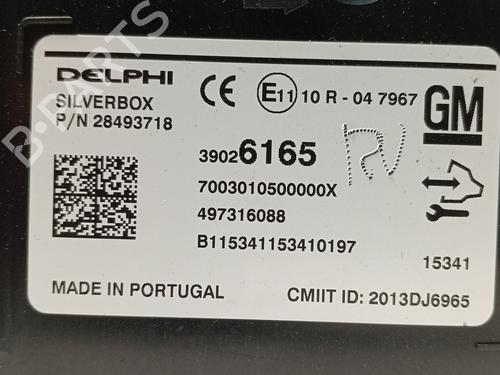 DELPHI
SILVERBOX
P/N 28493718
CE
E11 10 R - 04 7967
GM
39026165
RV
7003010500000X
497316088
B115341153410197
15341
MADE IN PORTUGAL
CMIIT ID: 2013DJ6965
B-PARTS